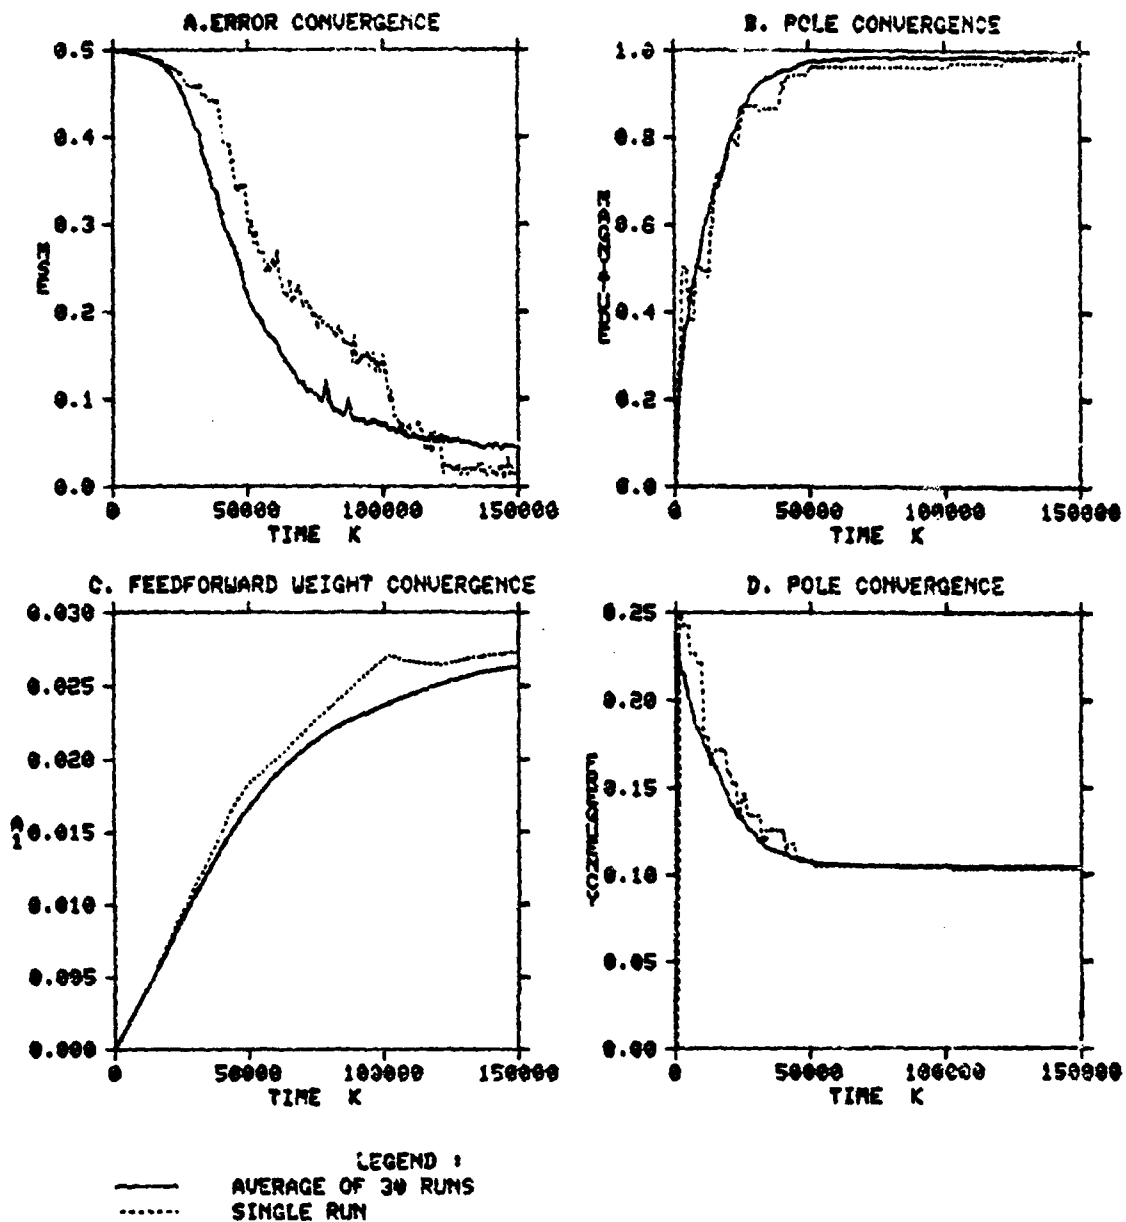 A.ERROR CONVERGENCE
0.5
0.4
0.3
0.2
0.1
0.0
MSE
0 50000 100000 150000
TIME K
B. POLE CONVERGENCE
1.0
0.8
0.6
0.4
0.2
0.0
MAGNITUDE
0 50000 100000 150000
TIME K
C. FEEDFORWARD WEIGHT CONVERGENCE
0.030
0.025
0.020
0.015
0.010
0.005
0.000
A1
0 50000 100000 150000
TIME K
D. POLE CONVERGENCE
0.25
0.20
0.15
0.10
0.05
0.00
FREQUENCY
0 50000 100000 150000
TIME K
LEGEND :
AVERAGE OF 30 RUNS
SINGLE RUN